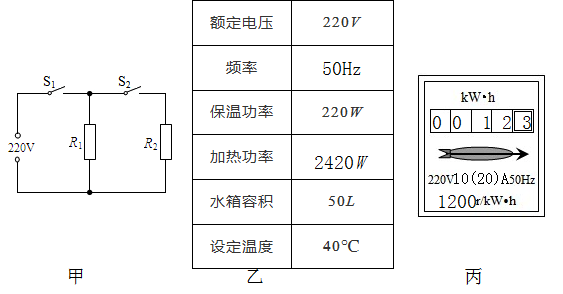 S₁ S₂
220V R₁ R₂
甲
额定电压 220V
频率 50Hz
保温功率 220W
加热功率 2420W
水箱容积 50L
设定温度 40℃
乙
kW•h
0 0 1 2 3
220V10(20)A50Hz
1200r/kW•h
丙